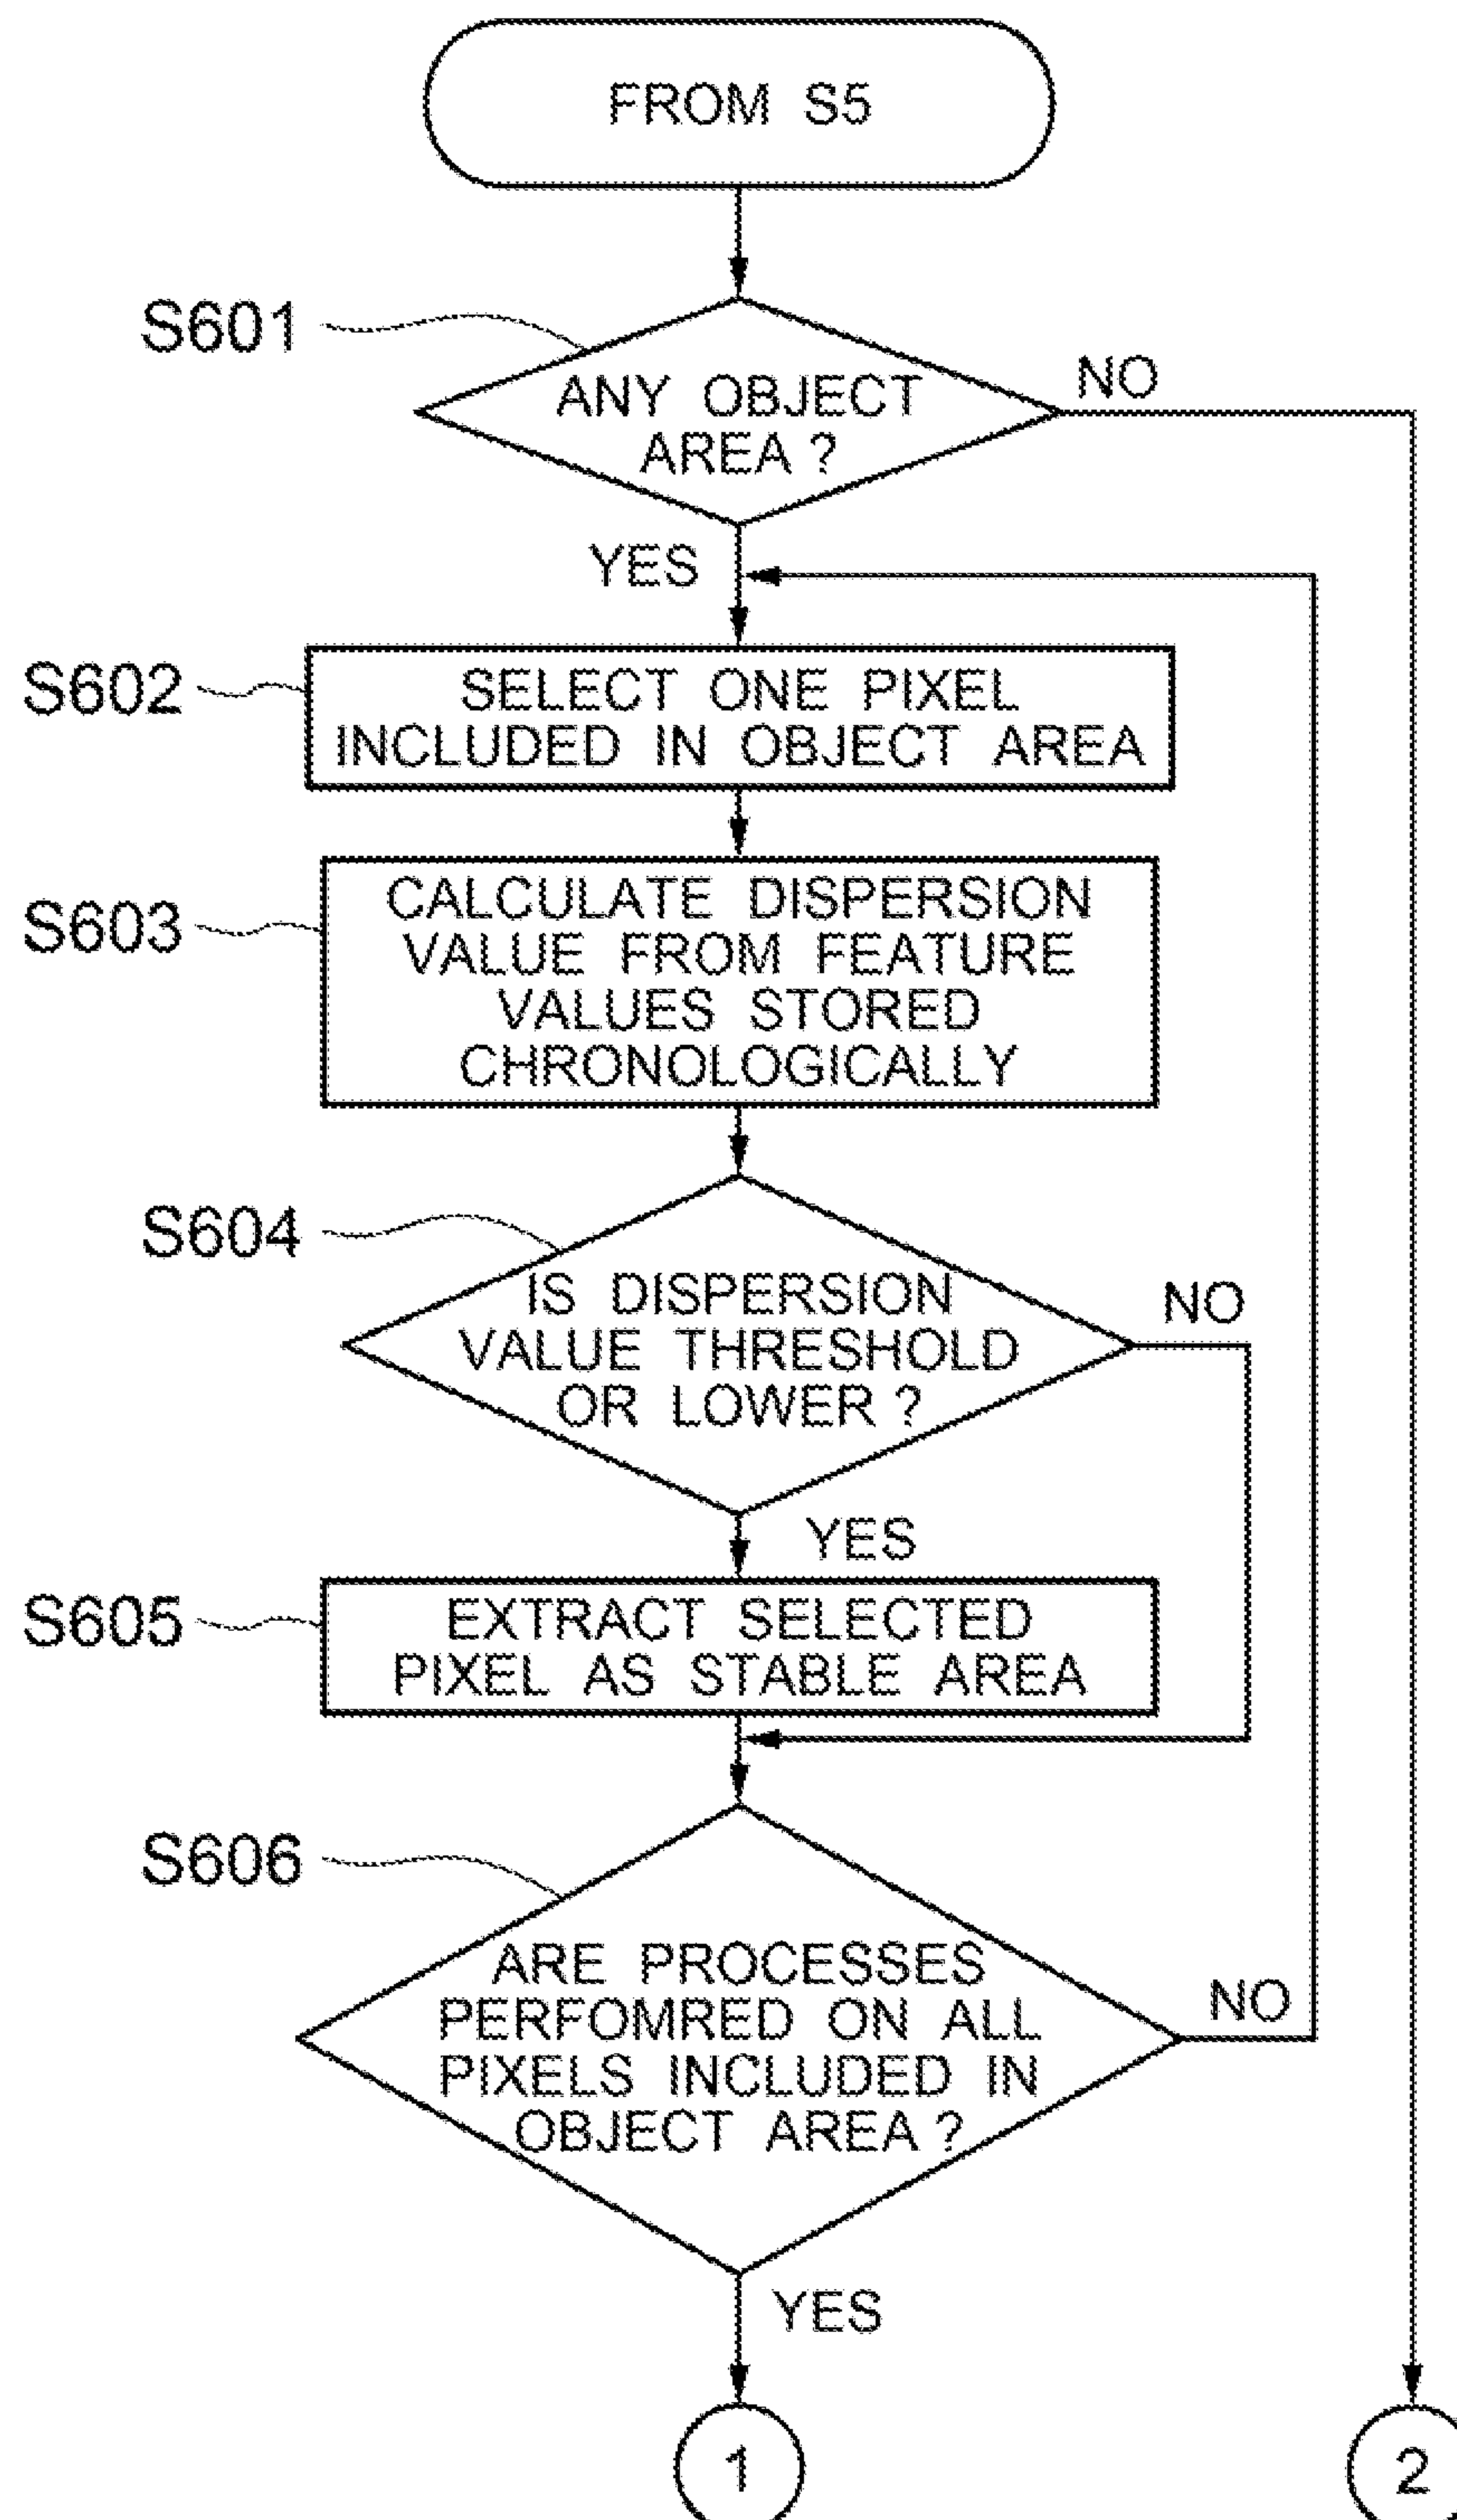 FROM S5
S601
ANY OBJECT
AREA ?
NO
YES
S602
SELECT ONE PIXEL
INCLUDED IN OBJECT AREA
S603
CALCULATE DISPERSION
VALUE FROM FEATURE
VALUES STORED
CHRONOLOGICALLY
S604
IS DISPERSION
VALUE THRESHOLD
OR LOWER ?
NO
YES
S605
EXTRACT SELECTED
PIXEL AS STABLE AREA
S606
ARE PROCESSES
PERFOMRED ON ALL
PIXELS INCLUDED IN
OBJECT AREA ?
NO
YES
1
2